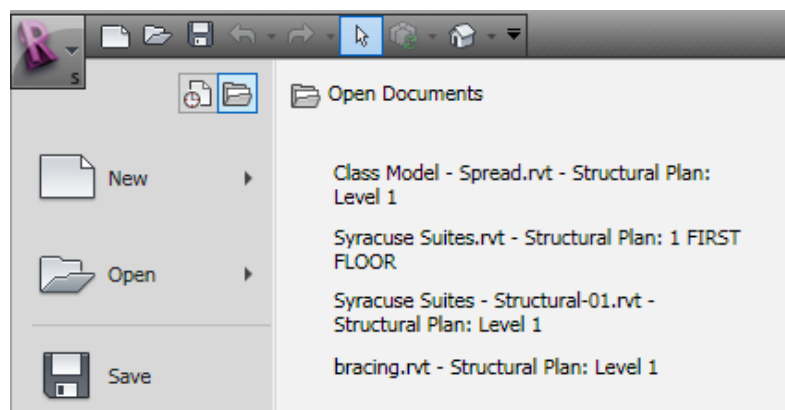 R
S
Open Documents
New
Class Model - Spread.rvt - Structural Plan:
Level 1
Syracuse Suites.rvt - Structural Plan: 1 FIRST
FLOOR
Open
Syracuse Suites - Structural-01.rvt -
Structural Plan: Level 1
Save
bracing.rvt - Structural Plan: Level 1